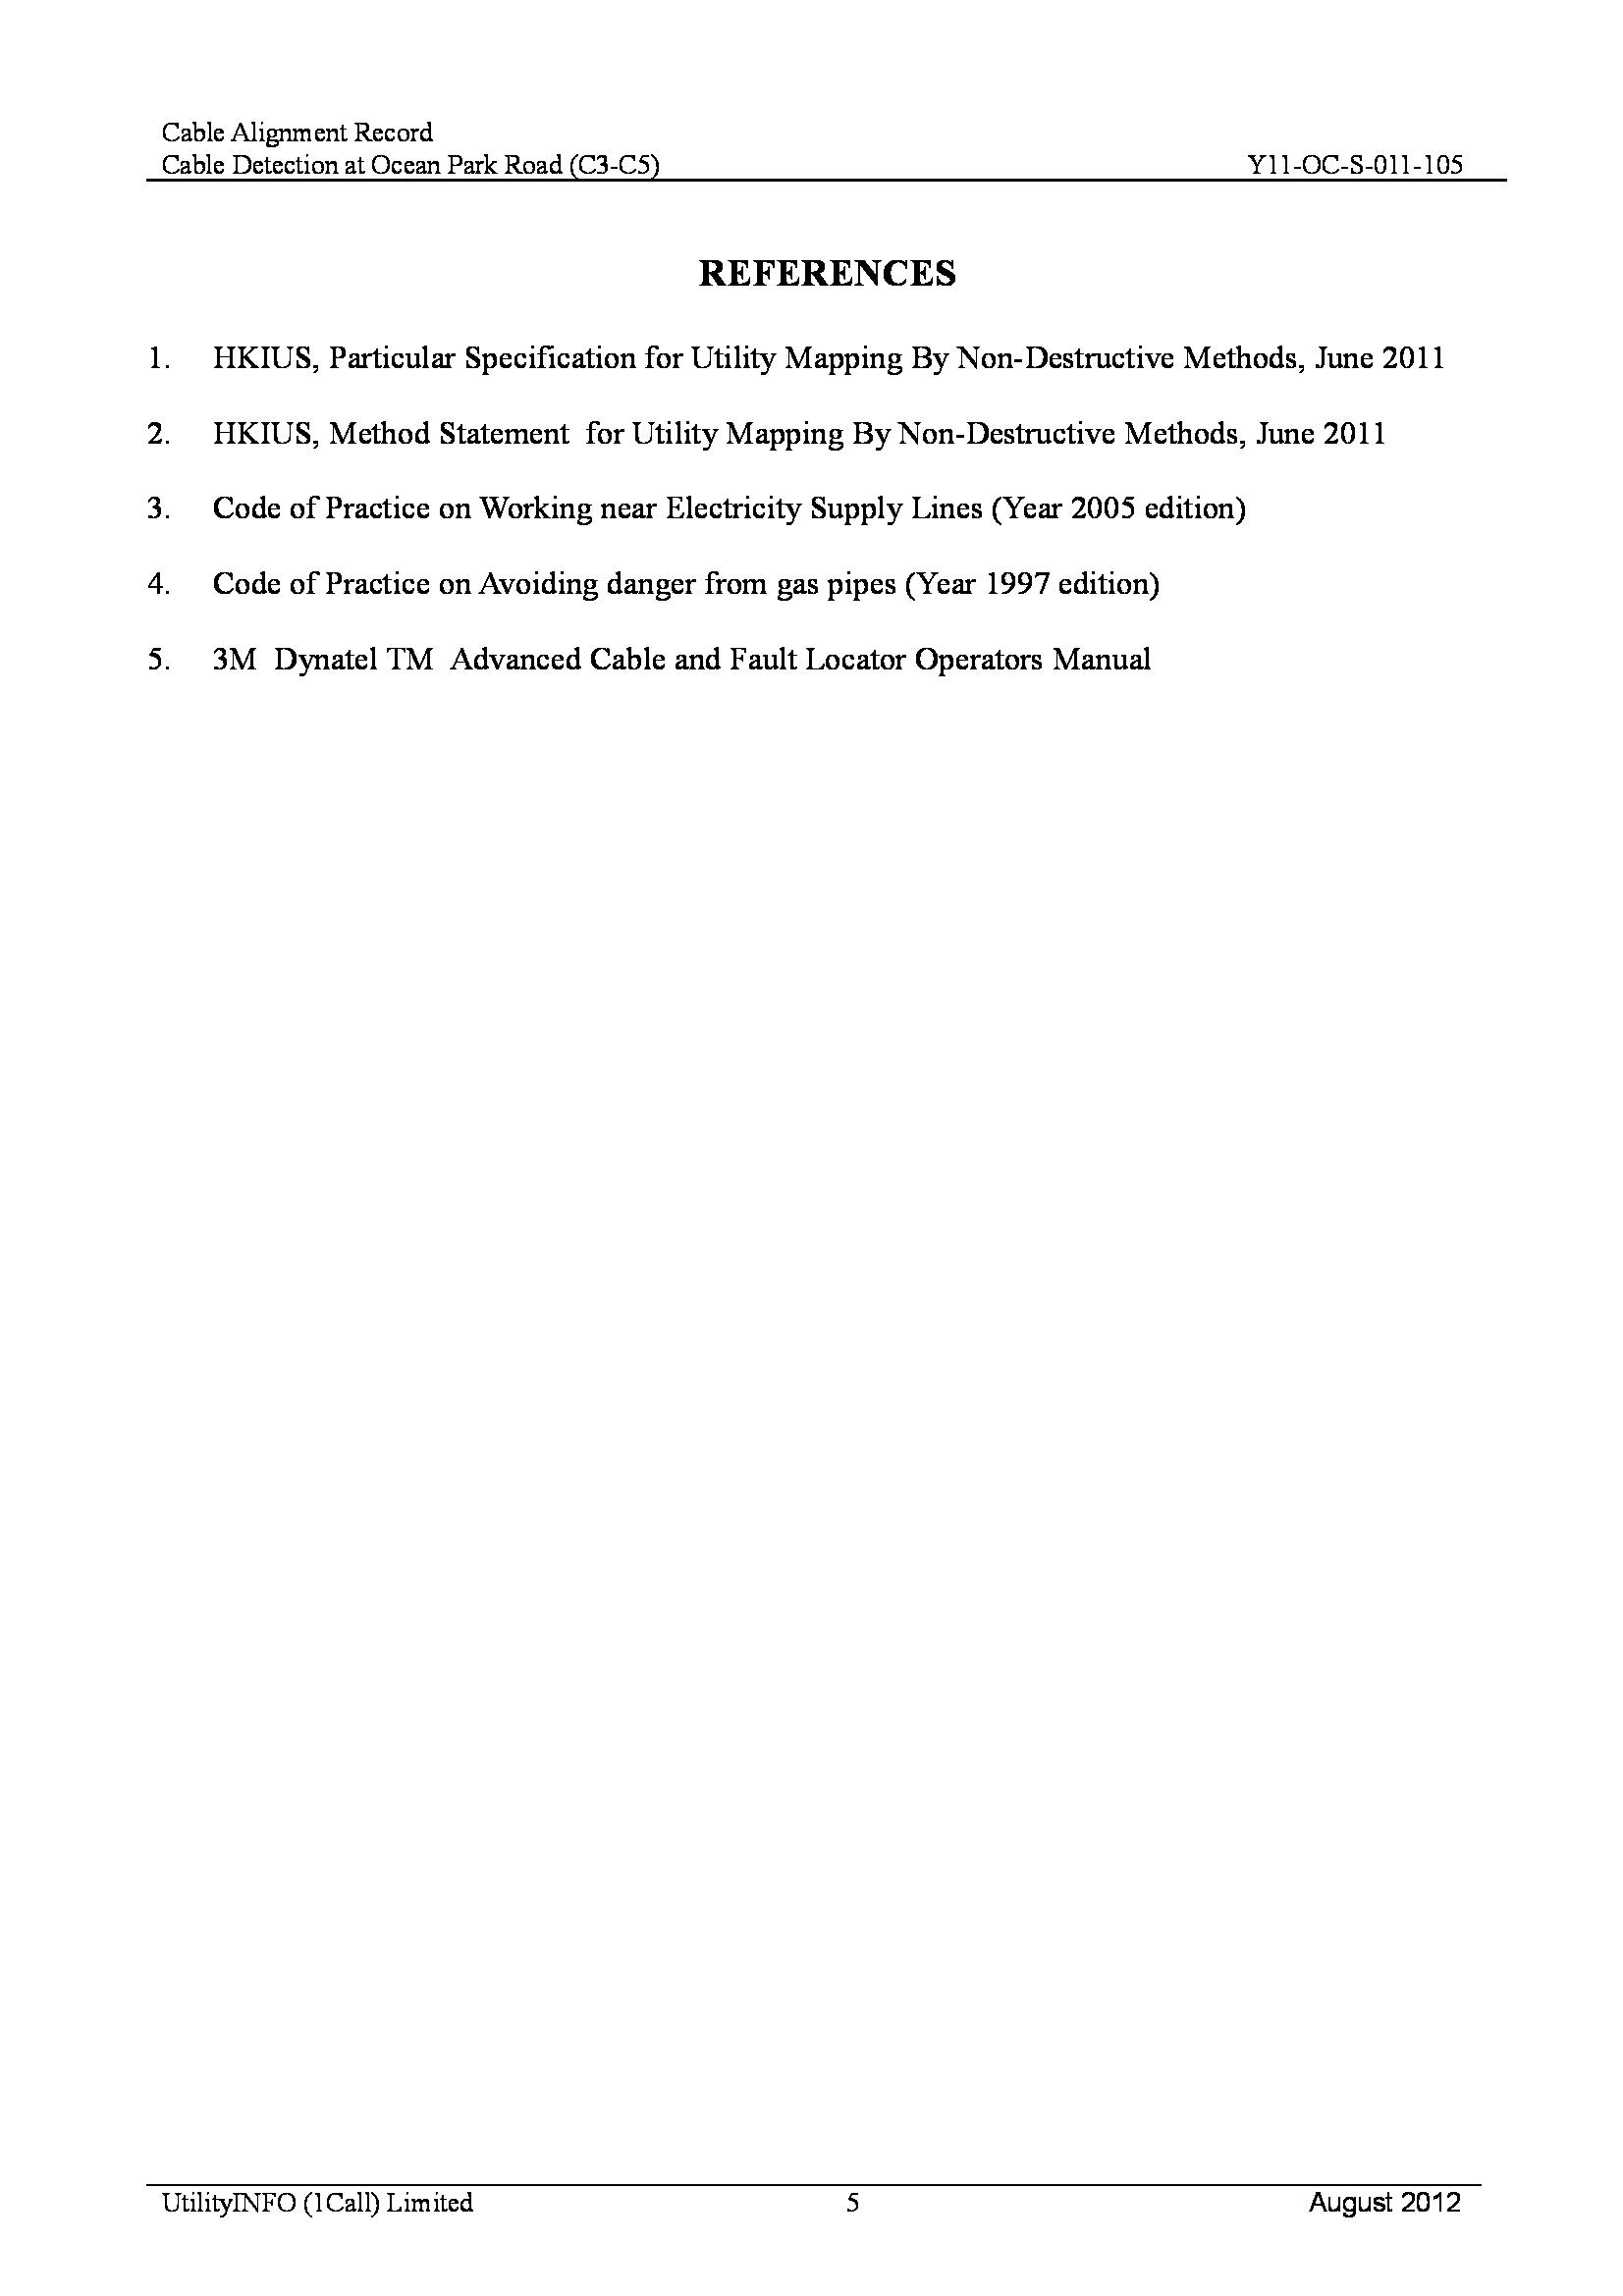 Cable Alignment Record
Cable Detection at Ocean Park Road (C3-C5) Y11-OC-S-011-105
REFERENCES
1. HKIUS, Particular Specification for Utility Mapping By Non-Destructive Methods, June 2011
2. HKIUS, Method Statement for Utility Mapping By Non-Destructive Methods, June 2011
3. Code of Practice on Working near Electricity Supply Lines (Year 2005 edition)
4. Code of Practice on Avoiding danger from gas pipes (Year 1997 edition)
5. 3M Dynatel TM Advanced Cable and Fault Locator Operators Manual
UtilityINFO (1Call) Limited 5 August 2012